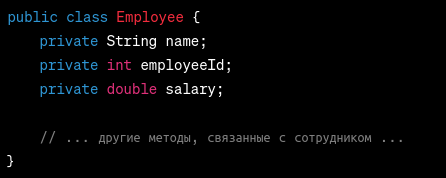 public class Employee {
    private String name;
    private int employeeId;
    private double salary;

    // ... другие методы, связанные с сотрудником ...
}